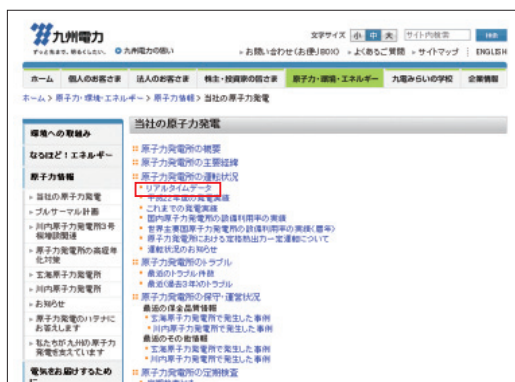 九州電力
ずっと先まで、明るくしたい。
九州電力の想い
文字サイズ 小 中 大 サイト内検索 検索
お問い合わせ(お便りBOX) よくあるご質問 サイトマップ ENGLISH
ホーム 個人のお客さま 法人のお客さま 株主・投資家の皆さま 原子力・環境・エネルギー 九電みらいの学校 企業情報
ホーム > 原子力・環境・エネルギー > 原子力情報 > 当社の原子力発電
環境への取組み
なるほど!エネルギー
原子力情報
当社の原子力発電
プルサーマル計画
川内原子力発電所3号
機増設関連
原子力発電所の高経年
化対策
玄海原子力発電所
川内原子力発電所
お知らせ
原子力発電のハテナに
お答えします
私たちが九州の原子力
発電を支えています
電気をお届けするため
に
当社の原子力発電
原子力発電所の概要
原子力発電所の主要経緯
原子力発電所の運転状況
リアルタイムデータ
平成22年度の発電実績
これまでの発電実績
国内原子力発電所の設備利用率の実績
世界主要国原子力発電所の設備利用率の実績(暦年)
原子力発電所における定格熱出力一定運転について
運転状況のお知らせ
原子力発電所のトラブル
最近のトラブル件数
最近(過去3年)のトラブル
原子力発電所の保守・運営状況
最近の保全品質情報
玄海原子力発電所で発生した事例
川内原子力発電所で発生した事例
最近のその他情報
玄海原子力発電所で発生した事例
川内原子力発電所で発生した事例
原子力発電所の定期検査